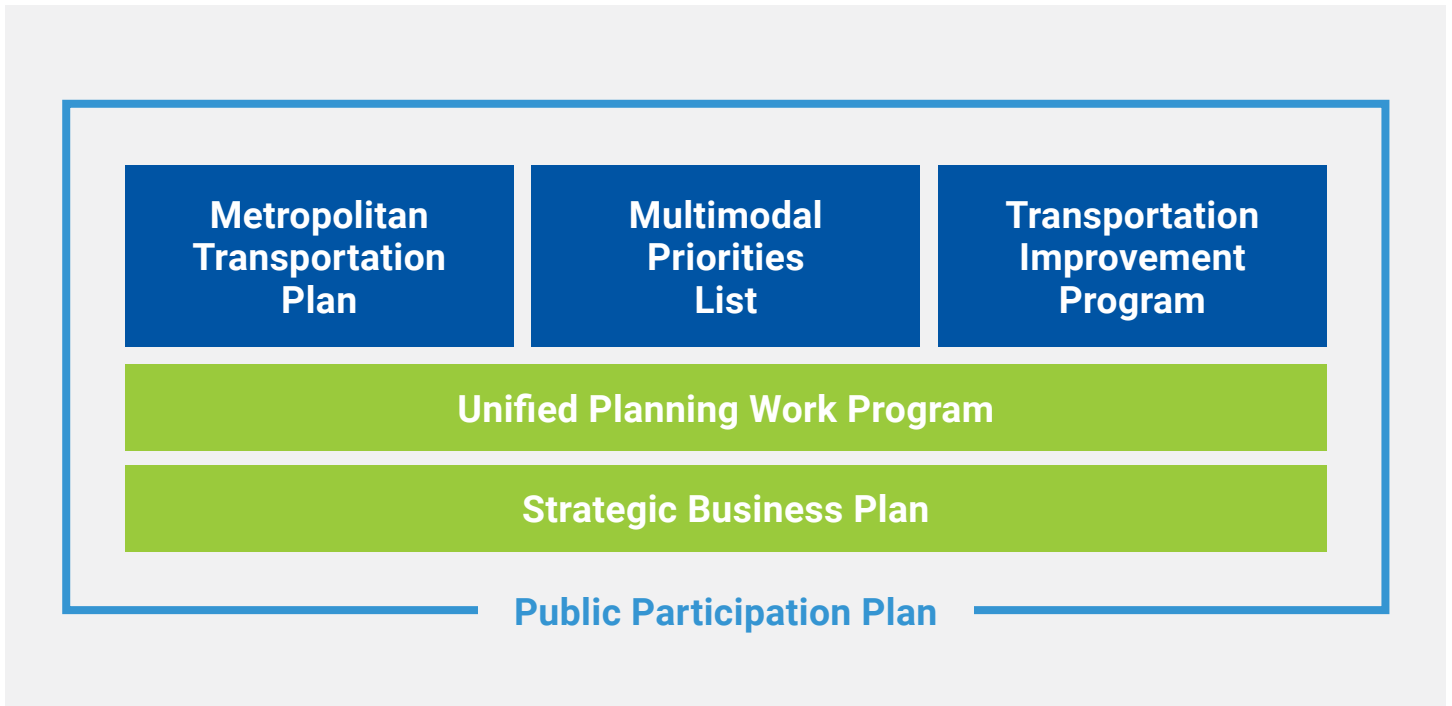 Metropolitan
Transportation
Plan
Multimodal
Priorities
List
Transportation
Improvement
Program
Unified Planning Work Program
Strategic Business Plan
Public Participation Plan